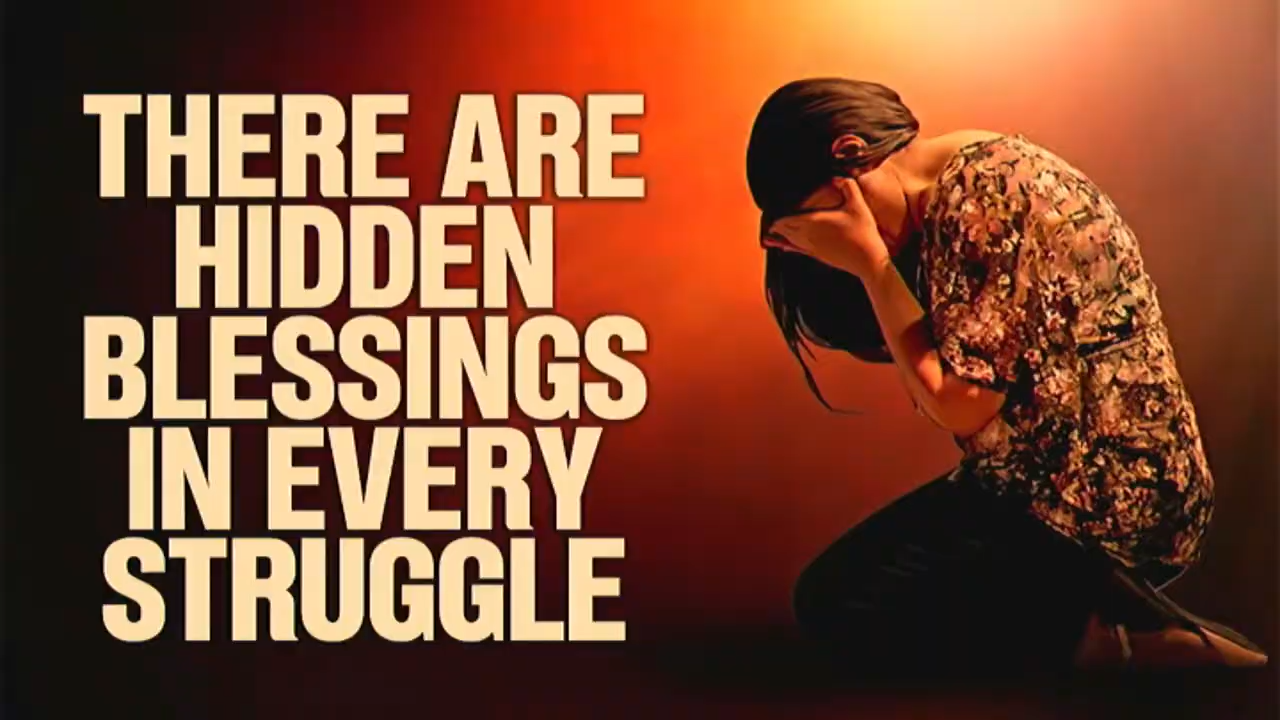 THERE ARE
HIDDEN
BLESSINGS
IN EVERY
STRUGGLE